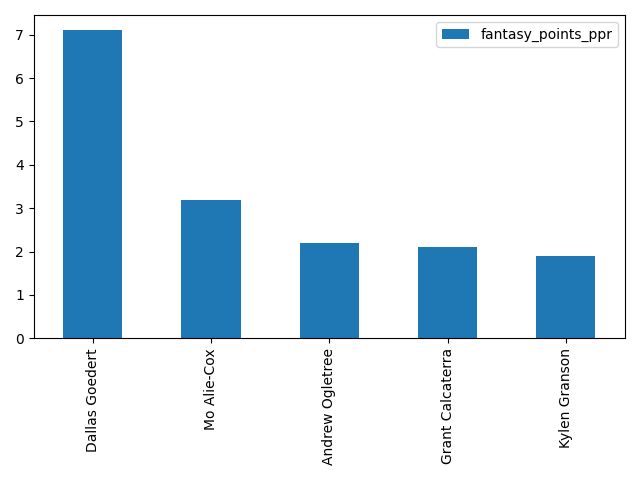 fantasy_points_ppr
7
6
5
4
3
2
1
0
Dallas Goedert
Mo Alie-Cox
Andrew Ogletree
Grant Calcaterra
Kylen Granson